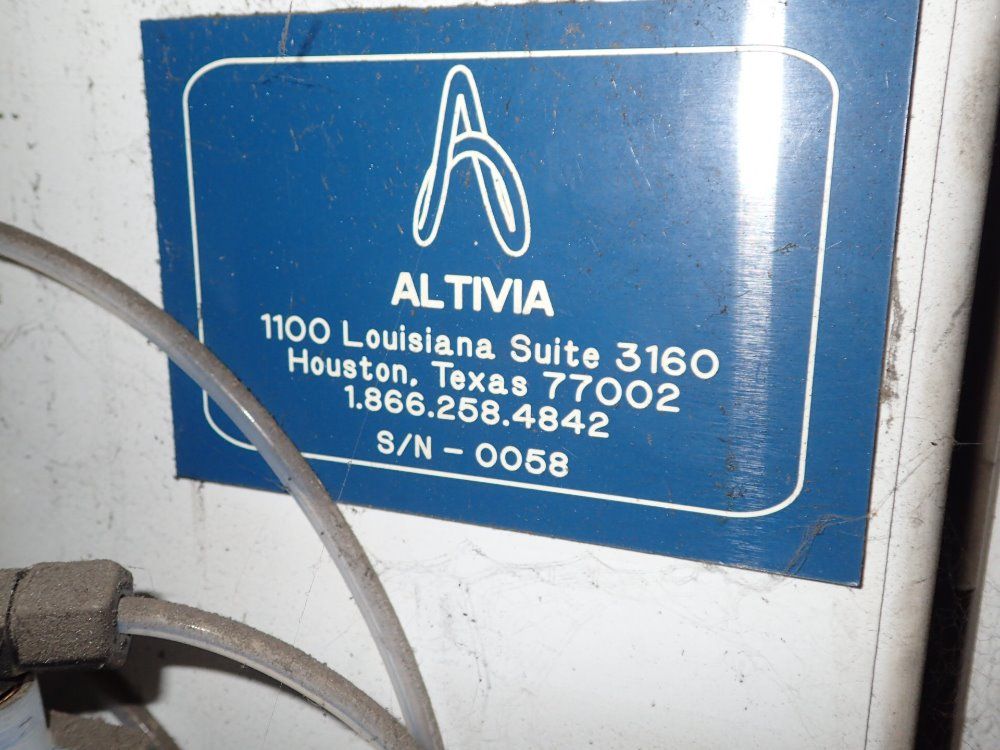 ALTIVIA
1100 Louisiana Suite 3160
Houston, Texas 77002
1.866.258.4842
S/N - 0058